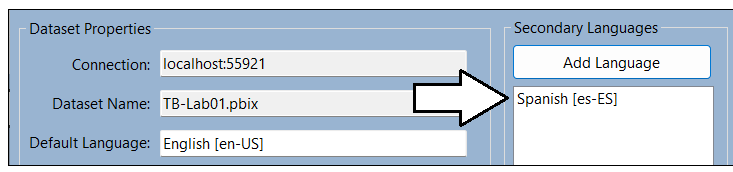 Dataset Properties
Connection: localhost:55921
Dataset Name: TB-Lab01.pbix
Default Language: English [en-US]
Secondary Languages
Add Language
Spanish [es-ES]